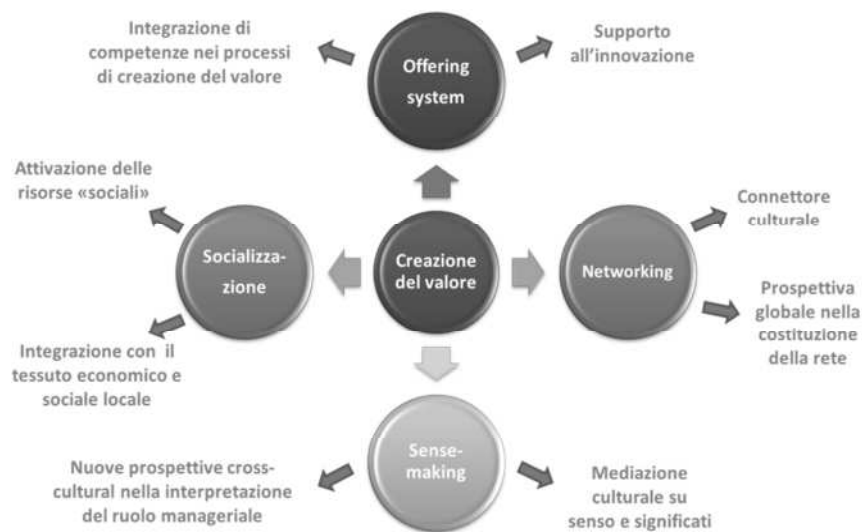 Integrazione di
competenze nei processi
di creazione del valore
Offering
system
Supporto
all'innovazione
Attivazione delle
risorse «sociali»
Socializza-
zione
Creazione
del valore
Networking
Connettore
culturale
Prospettiva
globale nella
costituzione
della rete
Integrazione con il
tessuto economico e
sociale locale
Sense-
making
Nuove prospettive cross-
cultural nella interpretazione
del ruolo manageriale
Mediazione
culturale su
senso e significati